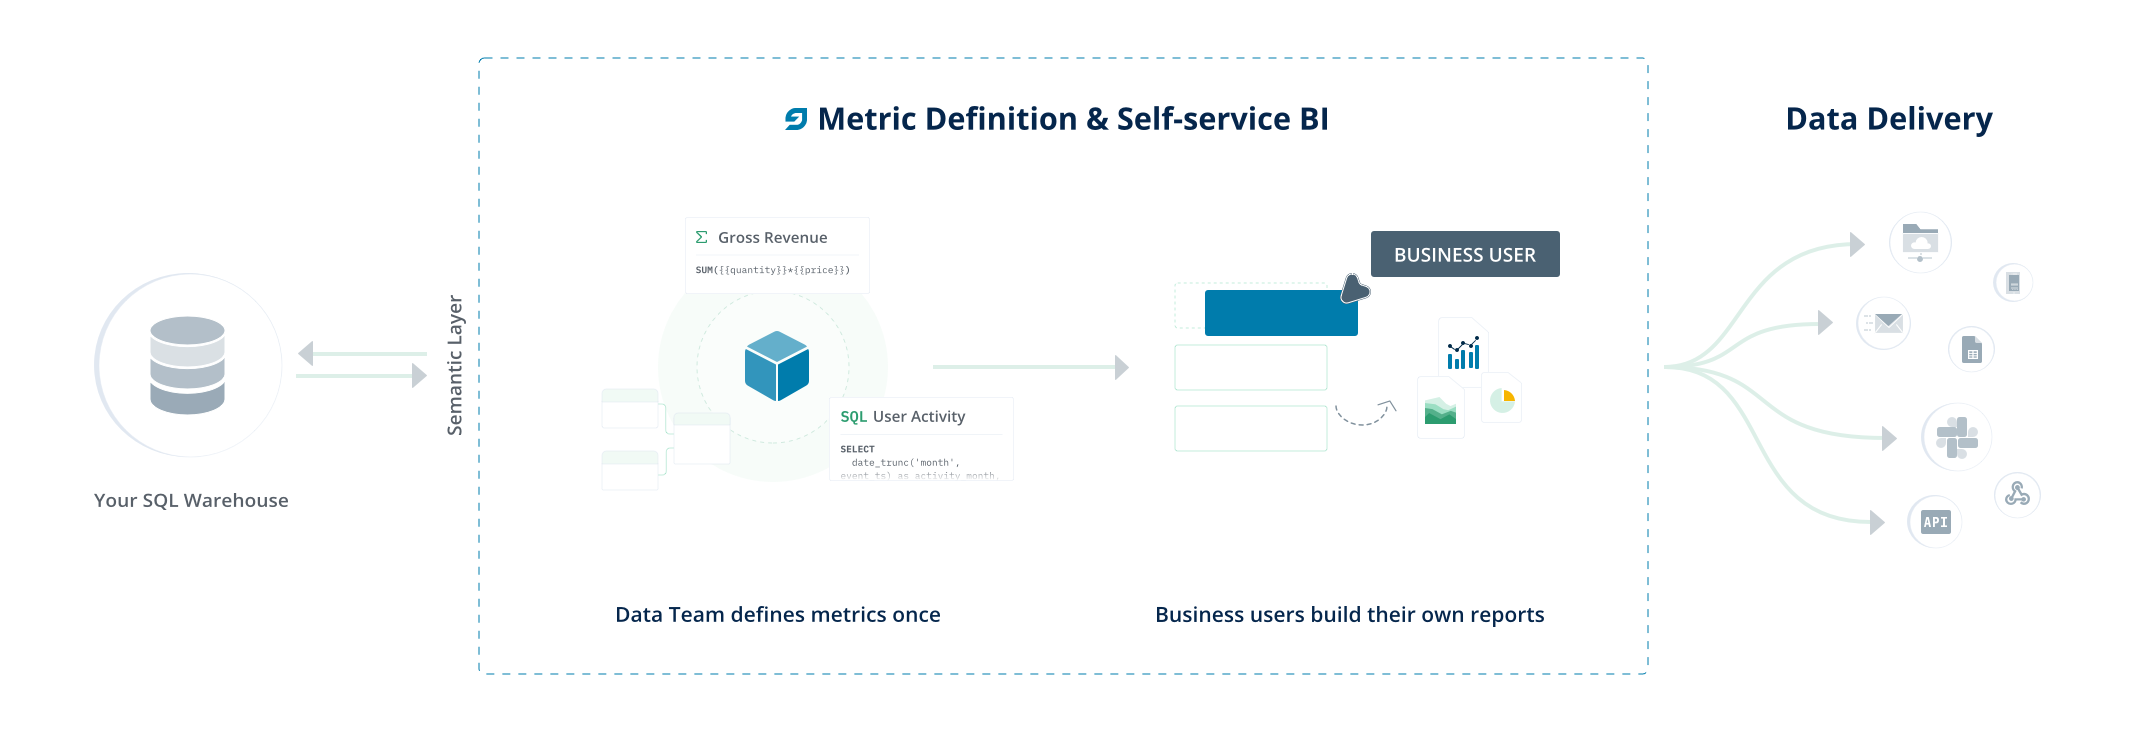 Metric Definition & Self-service BI
Data Delivery
Your SQL Warehouse
Semantic Layer
Σ Gross Revenue
SUM({{quantity}}*{{price}})
SQL User Activity
SELECT
date_trunc('month',
event_ts) as activity_month,
BUSINESS USER
API
Data Team defines metrics once
Business users build their own reports